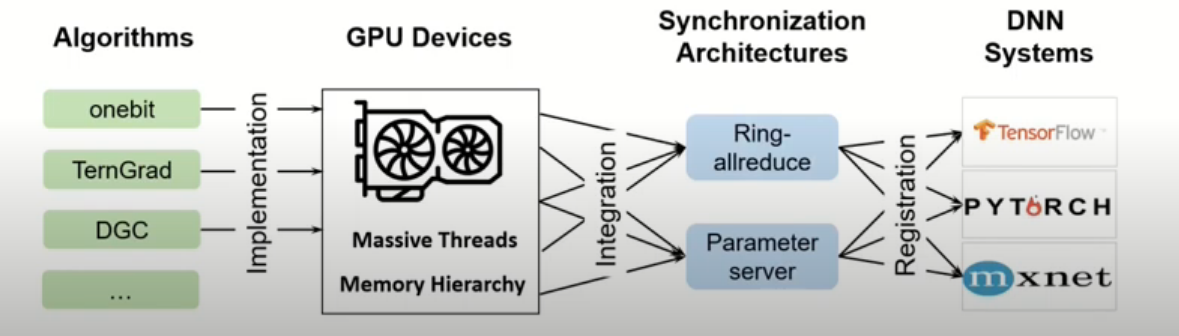 Algorithms
GPU Devices
Synchronization
Architectures
DNN
Systems
onebit
TernGrad
DGC
...
Implementation
Massive Threads
Memory Hierarchy
Integration
Ring-
allreduce
Parameter
server
Registration
TensorFlow
PYTORCH
mxnet